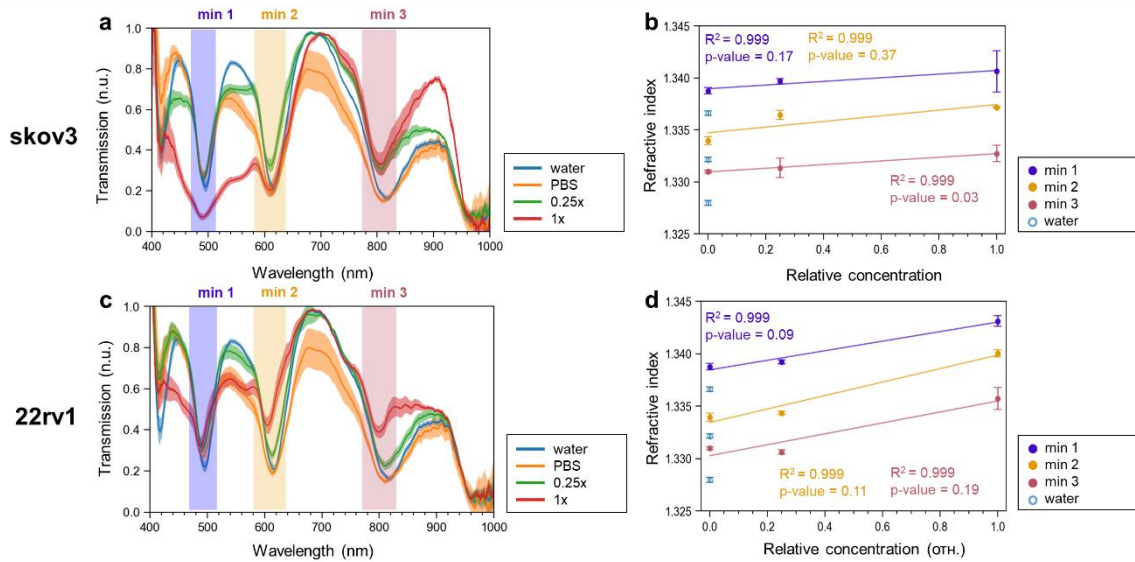 a
min 1 min 2 min 3
skov3
Transmission (n.u.)
1.0
0.8
0.6
0.4
0.2
0.0
400 500 600 700 800 900 1000
Wavelength (nm)
water
PBS
0.25x
1x
b
Refractive index
1.345
1.340
1.335
1.330
1.325
R² = 0.999
p-value = 0.17
R² = 0.999
p-value = 0.37
R² = 0.999
p-value = 0.03
0.0 0.2 0.4 0.6 0.8 1.0
Relative concentration
min 1
min 2
min 3
water
c
min 1 min 2 min 3
22rv1
Transmission (n.u.)
1.0
0.8
0.6
0.4
0.2
0.0
400 500 600 700 800 900 1000
Wavelength (nm)
water
PBS
0.25x
1x
d
Refractive index
1.345
1.340
1.335
1.330
1.325
R² = 0.999
p-value = 0.09
R² = 0.999
p-value = 0.11
R² = 0.999
p-value = 0.19
0.0 0.2 0.4 0.6 0.8 1.0
Relative concentration (отн.)
min 1
min 2
min 3
water